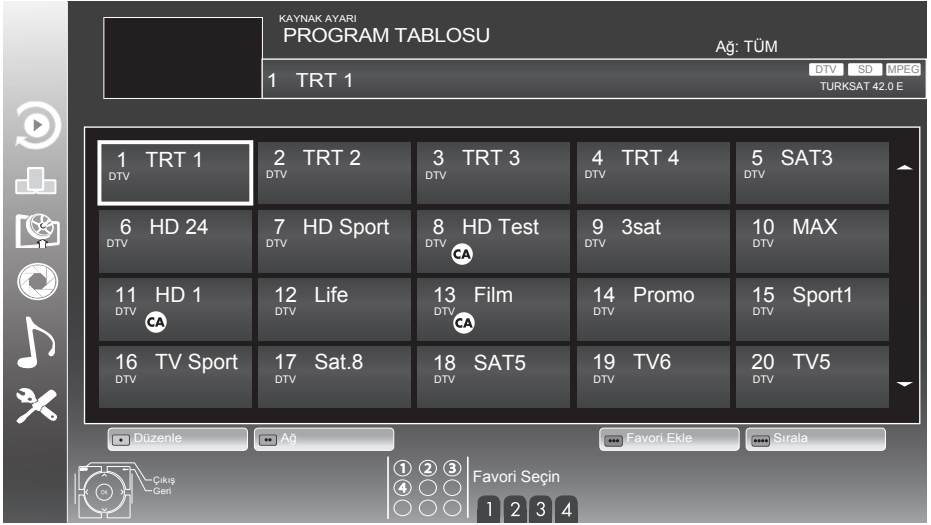 KAYNAK AYARI
PROGRAM TABLOSU
Ağ: TÜM
1 TRT 1
DTV SD MPEG
TURKSAT 42.0 E
1 TRT 1 2 TRT 2 3 TRT 3 4 TRT 4 5 SAT3
DTV DTV DTV DTV DTV
6 HD 24 7 HD Sport 8 HD Test 9 3sat 10 MAX
DTV DTV DTV DTV DTV
CA
11 HD 1 12 Life 13 Film 14 Promo 15 Sport1
DTV DTV DTV DTV DTV
CA CA
16 TV Sport 17 Sat.8 18 SAT5 19 TV6 20 TV5
DTV DTV DTV DTV DTV
Düzenle Ağ Favori Ekle Sırala
Çıkış
Geri
OK
1 2 3
4
Favori Seçin
1 2 3 4